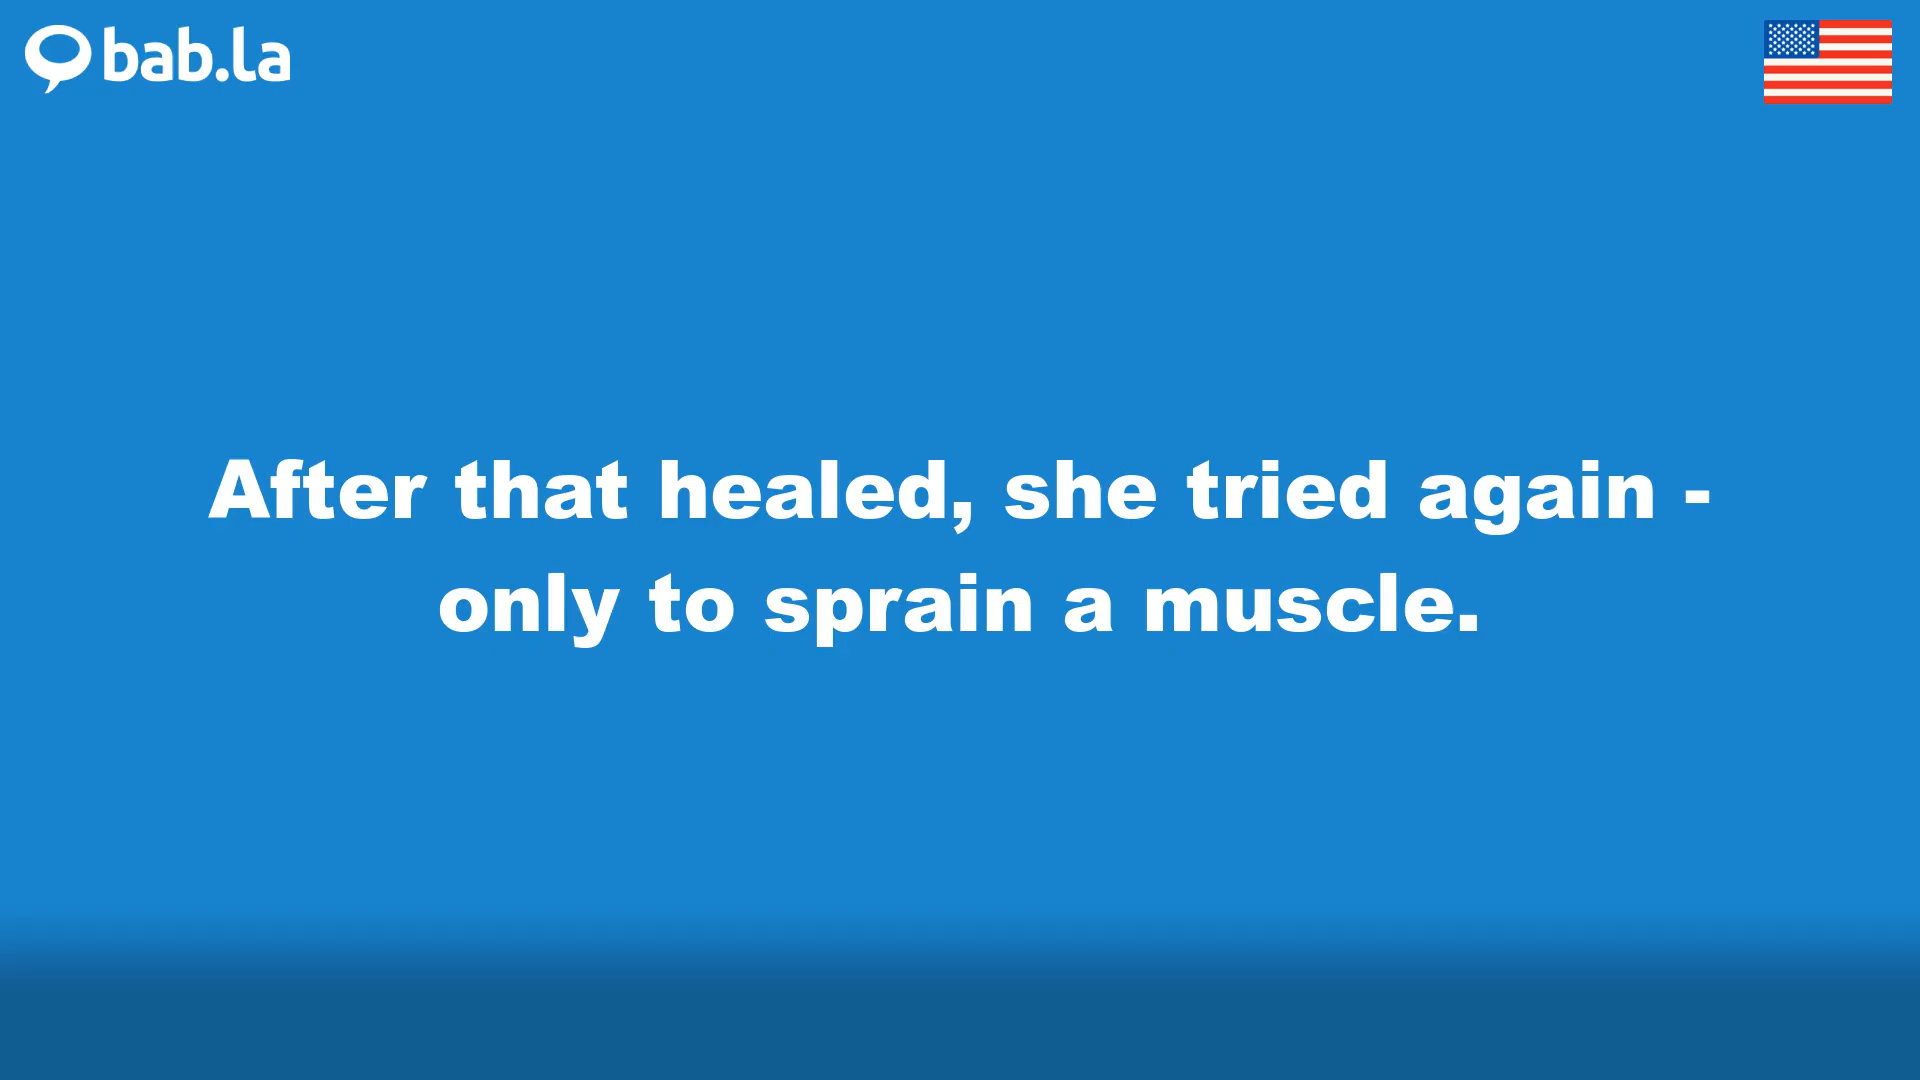 bab.la
After that healed, she tried again -
only to sprain a muscle.